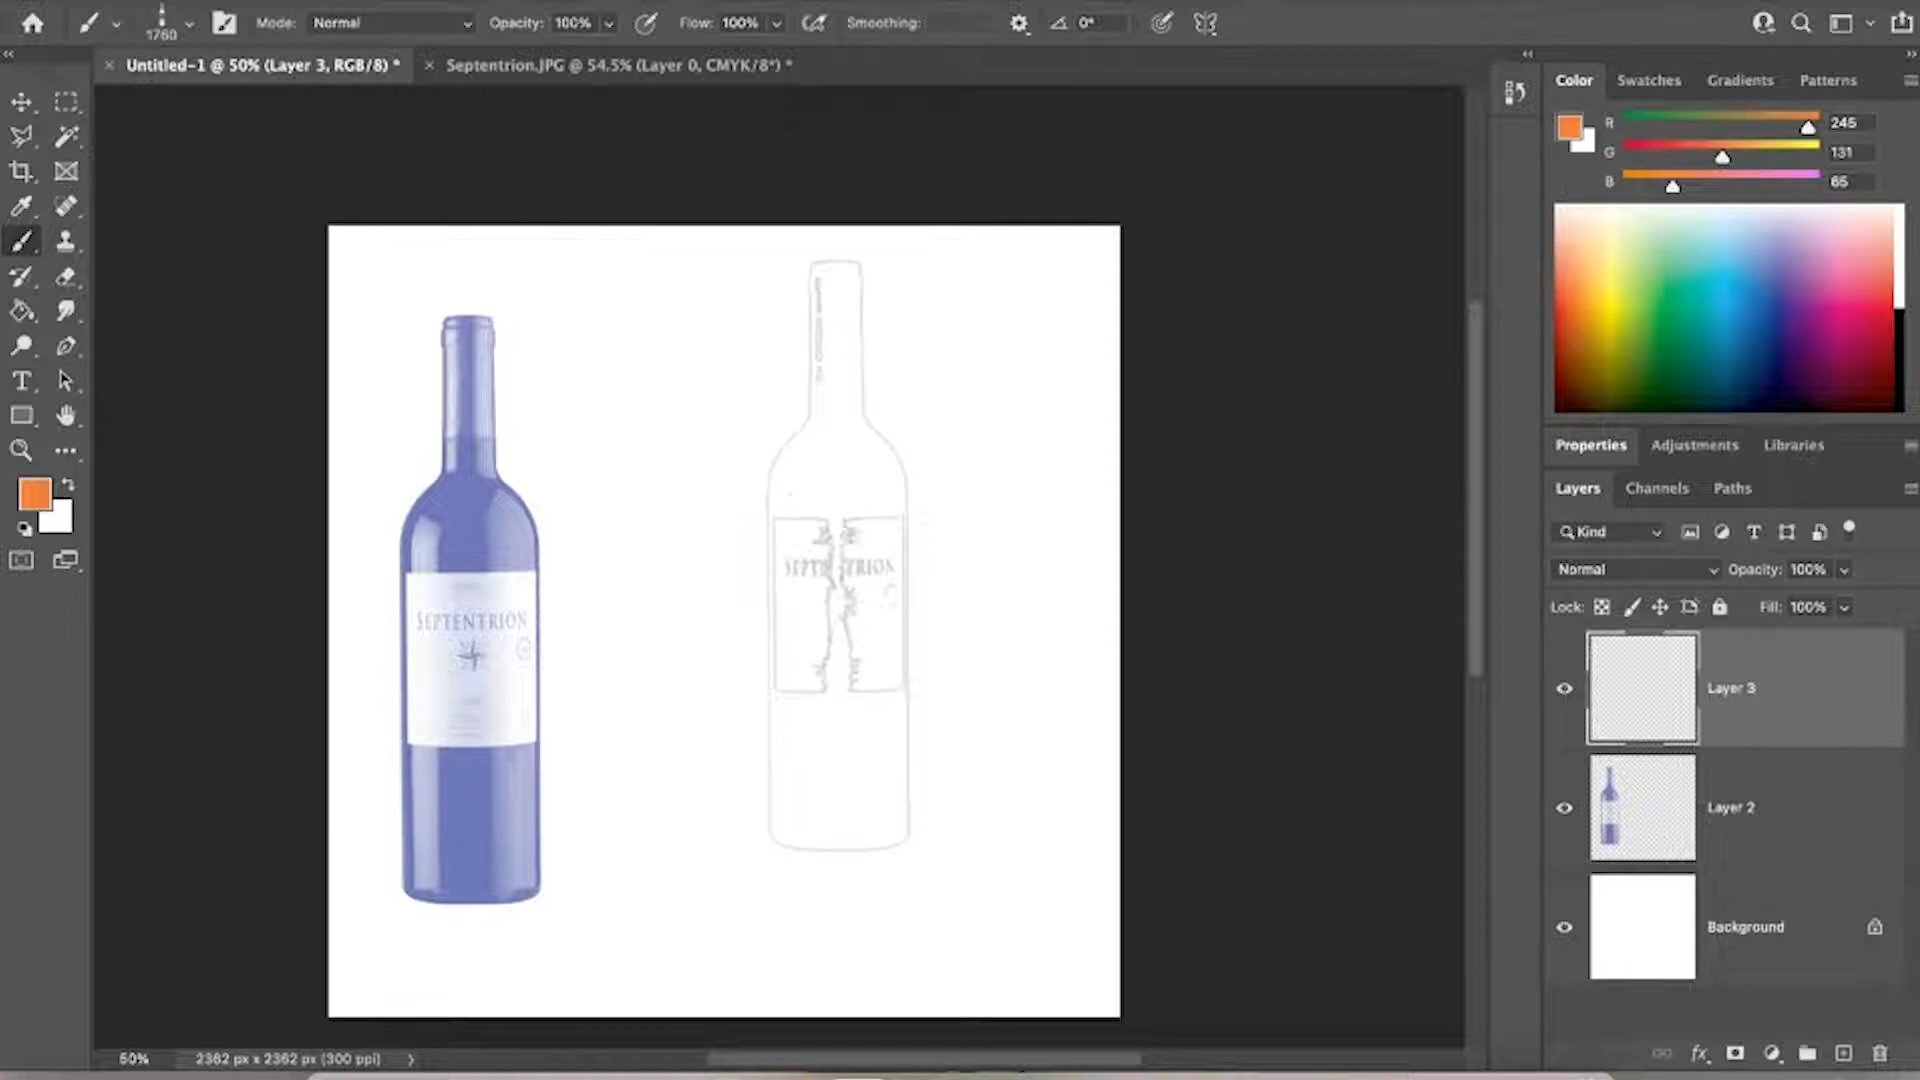 1760
Mode: Normal
Opacity: 100%
Flow: 100%
Smoothing:
0°
Untitled-1 @ 50% (Layer 3, RGB/8) *
Septentrion.JPG @ 54.5% (Layer 0, CMYK/8*) *
Color
Swatches
Gradients
Patterns
R
245
G
131
B
65
SEPTENTRION
SEPTENTRION
Properties
Adjustments
Libraries
Layers
Channels
Paths
Kind
Normal
Opacity: 100%
Lock:
Fill: 100%
Layer 3
Layer 2
Background
50%
2362 px x 2362 px (300 ppi)